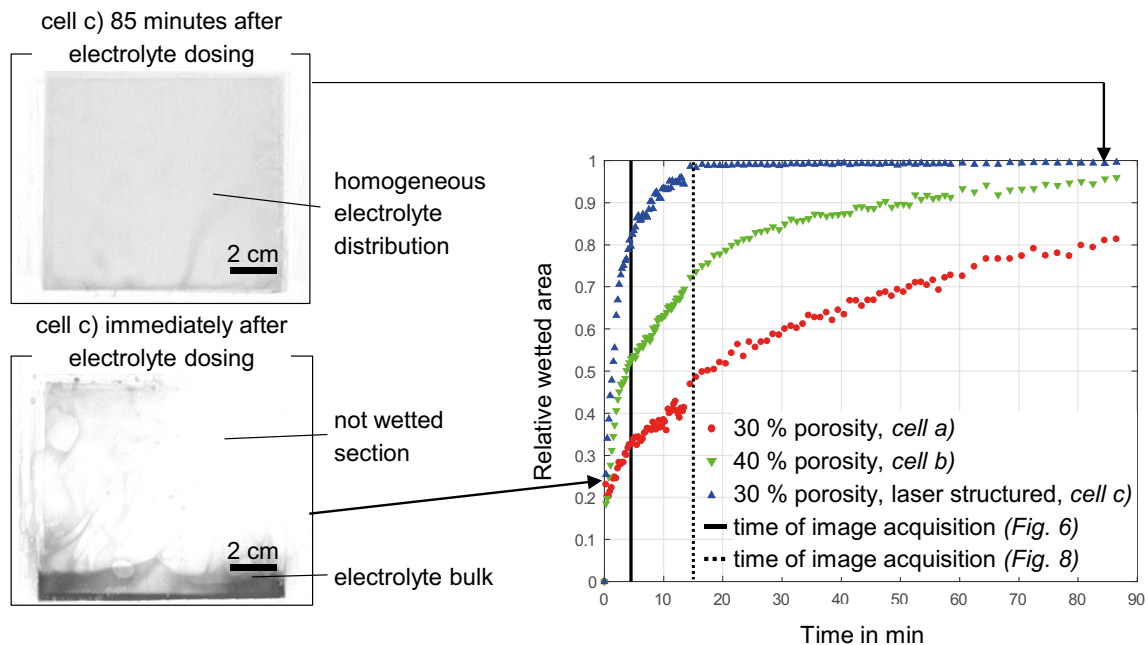 cell c) 85 minutes after
electrolyte dosing
homogeneous
electrolyte
distribution
2 cm
cell c) immediately after
electrolyte dosing
not wetted
section
2 cm
electrolyte bulk
Relative wetted area
1
0.9
0.8
0.7
0.6
0.5
0.4
0.3
0.2
0.1
0
30 % porosity, cell a)
40 % porosity, cell b)
30 % porosity, laser structured, cell c)
time of image acquisition (Fig. 6)
time of image acquisition (Fig. 8)
0 10 20 30 40 50 60 70 80 90
Time in min